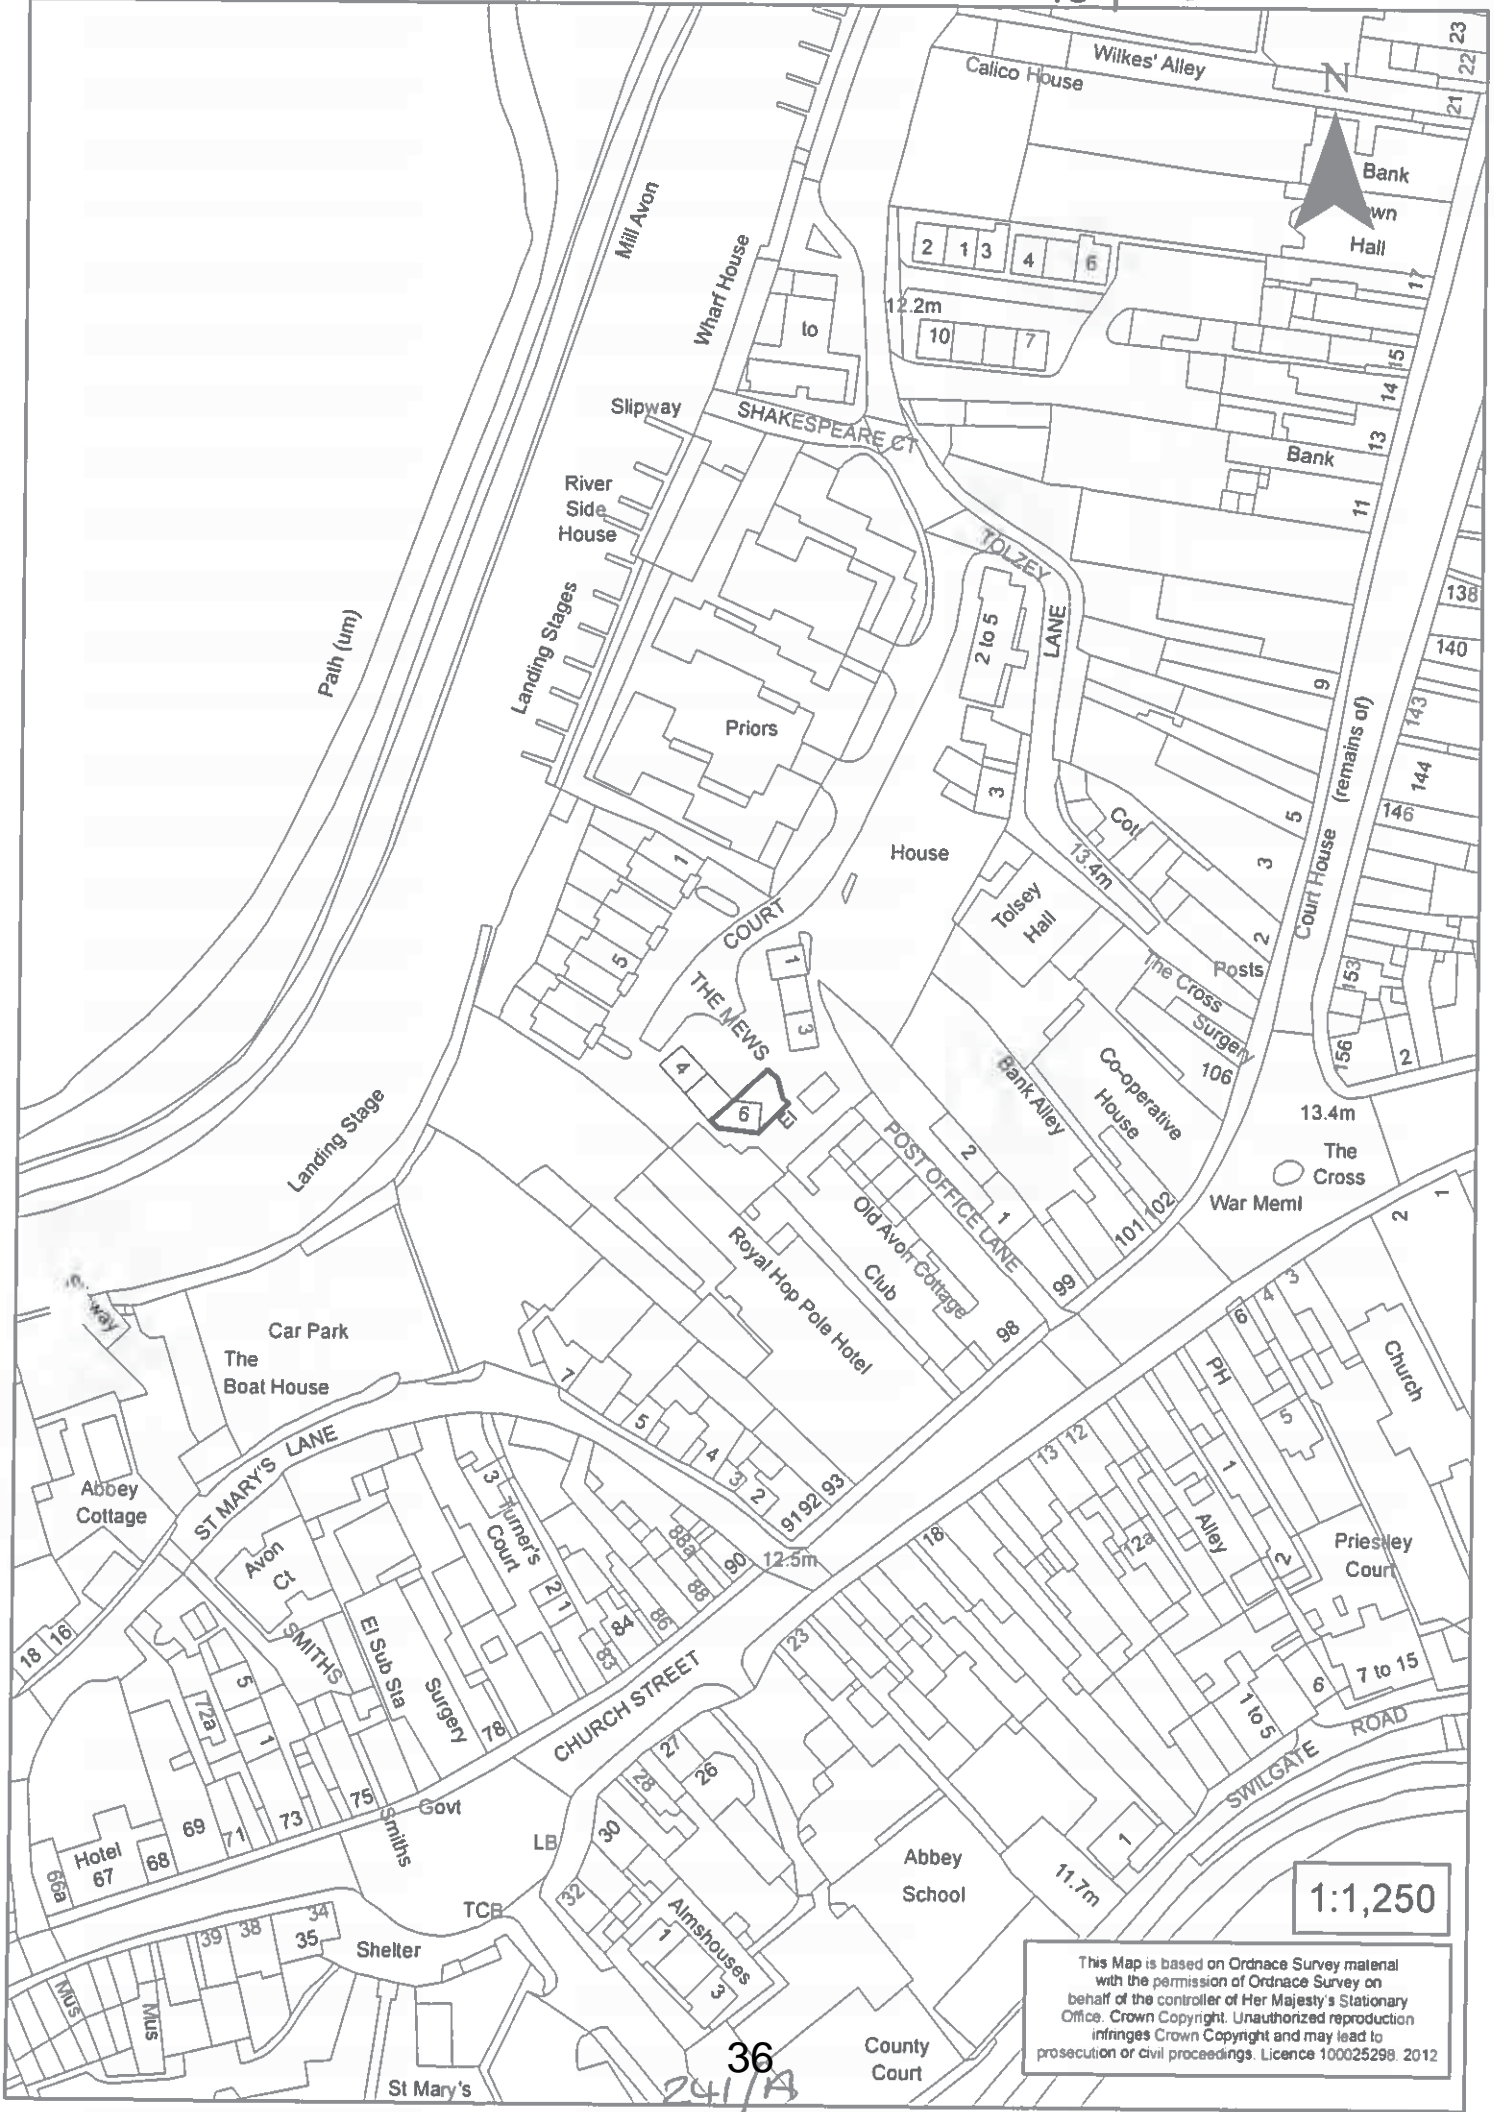 Wilkes' Alley
Calico House
N
23
22
21
Bank
own
Hall
17
Mill Avon
Wharf House
2
1
3
4
6
12.2m
to
10
7
15
14
13
Slipway
SHAKESPEARE CT
Bank
11
River
Side
House
TOLZEY
LANE
138
140
Landing Stages
2 to 5
9
Path (um)
143
144
146
Priors
3
(remains of)
Court House
Cott
5
13.4m
House
3
1
Tolsey
Hall
2
COURT
5
1
The Cross
Posts
153
THE MEWS
3
Surgery
156
2
4
Bank Alley
Co-operative
House
106
13.4m
6
El
The
Cross
Landing Stage
POST OFFICE LANE
2
War Meml
1
2
1
Old Avon Cottage
101
102
Royal Hop Pole Hotel
Club
99
way
98
3
4
6
Car Park
The
Boat House
PH
Church
7
5
5
4
3
2
13
12
1
ST MARY'S LANE
93
92
91
Abbey
Cottage
3
Turner's
Court
88a
90
12.5m
18
12a
Alley
2
Priestley
Court
Avon
Ct
2
1
88
86
84
83
18
16
SMITHS
El Sub Sta
Surgery
78
23
7 to 15
6
1 to 5
5
72a
1
CHURCH STREET
ROAD
SWILGATE
27
28
26
75
Govt
73
71
69
Smiths
LB
30
1
Hotel
67
68
66a
Abbey
School
11.7m
32
TCB
Almshouses
1
3
1:1,250
39
38
34
35
Shelter
Mus
Mus
This Map is based on Ordnace Survey material
with the permission of Ordnace Survey on
behalf of the controller of Her Majesty's Stationary
Office. Crown Copyright. Unauthorized reproduction
infringes Crown Copyright and may lead to
prosecution or civil proceedings. Licence 100025298. 2012
36
County
Court
241/A
St Mary's